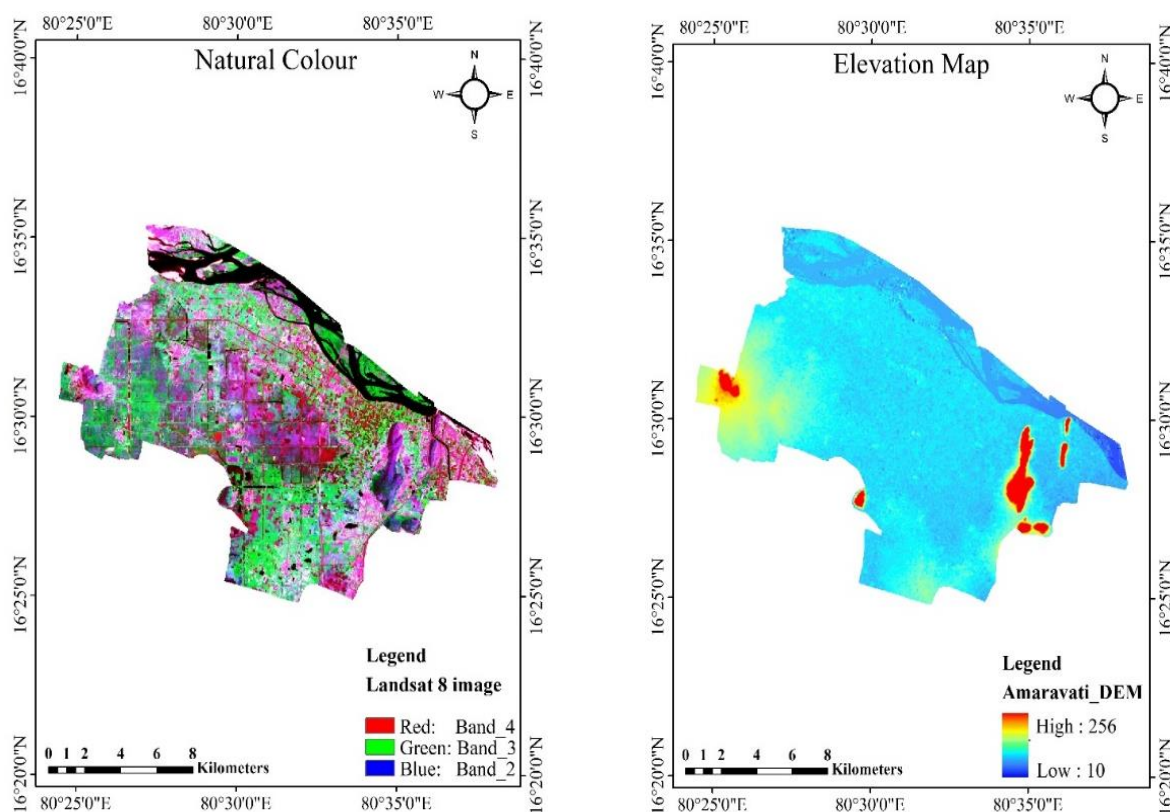 80°25'0"E 80°30'0"E 80°35'0"E
Natural Colour
N
W E
S
16°40'0"N
16°35'0"N
16°30'0"N
16°25'0"N
16°20'0"N
16°40'0"N
16°35'0"N
16°30'0"N
16°25'0"N
16°20'0"N
Legend
Landsat 8 image
Red: Band_4
Green: Band_3
Blue: Band_2
0 1 2 4 6 8
Kilometers
80°25'0"E 80°30'0"E 80°35'0"E
80°25'0"E 80°30'0"E 80°35'0"E
Elevation Map
N
W E
S
16°40'0"N
16°35'0"N
16°30'0"N
16°25'0"N
16°20'0"N
16°40'0"N
16°35'0"N
16°30'0"N
16°25'0"N
16°20'0"N
Legend
Amaravati_DEM
High : 256
Low : 10
0 1 2 4 6 8
Kilometers
80°25'0"E 80°30'0"E 80°35'0"E